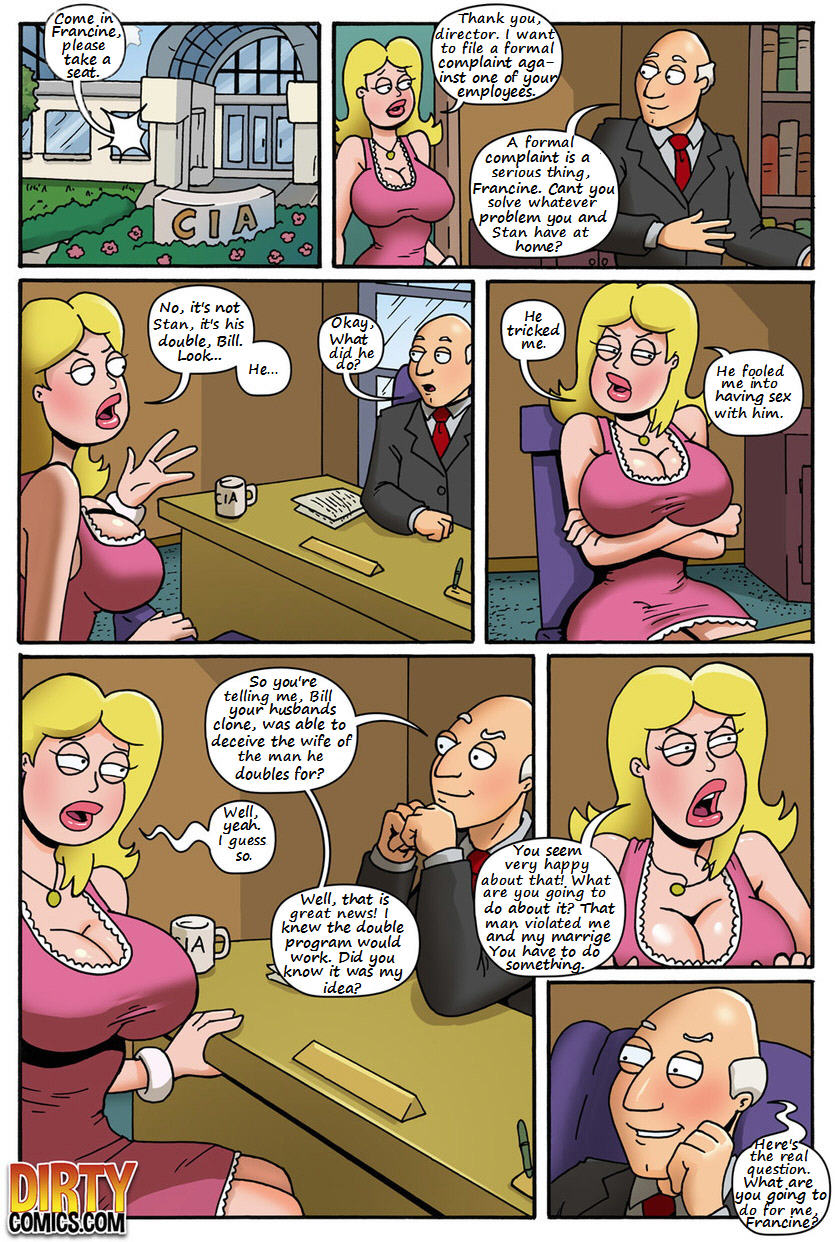 Come in
Francine,
please
take a
seat.
CIA
Thank you,
director. I want
to file a formal
complaint aga-
inst one of your
employees.
A formal
complaint is a
serious thing,
Francine. Cant you
solve whatever
problem you and
Stan have at
home?
No, it's not
Stan, it's his
double, Bill.
Look...
He...
Okay,
What
did he
do?
CIA
He
tricked
me.
He fooled
me into
having sex
with him.
So you're
telling me, Bill
your husbands
clone, was able to
deceive the wife of
the man he
doubles for?
Well,
yeah.
I guess
so.
Well, that is
great news! I
knew the double
program would
work. Did you
know it was my
idea?
CIA
You seem
very happy
about that! What
are you going to
do about it? That
man violated me
and my marrige
You have to do
something.
Here's
the real
question.
What are
you going to
do for me,
Francine?
DIRTY
COMICS.COM